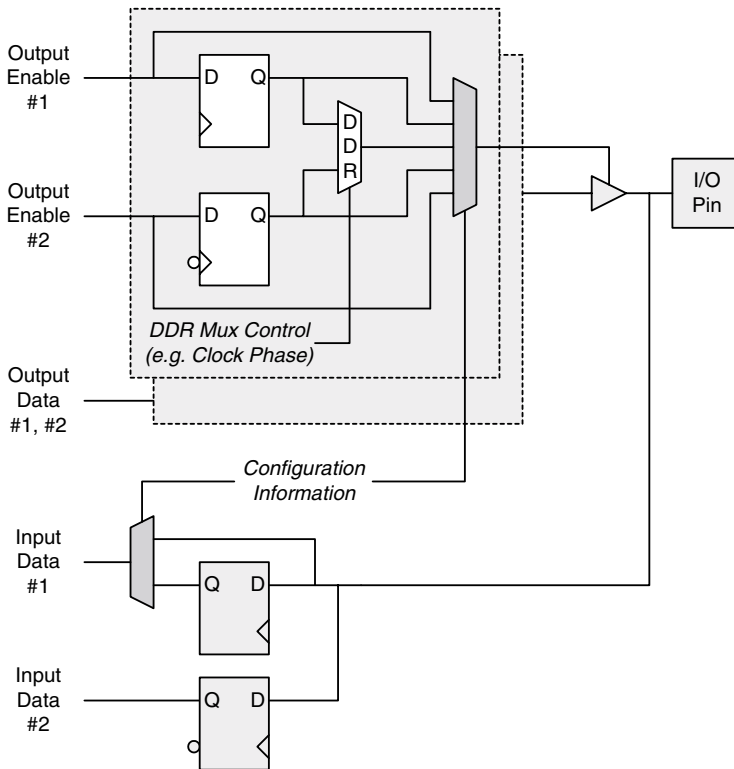 Output
Enable
#1
D Q
D
D
R
I/O
Pin
Output
Enable
#2
D Q
DDR Mux Control
(e.g. Clock Phase)
Output
Data
#1, #2
Configuration
Information
Input
Data
#1
Q D
Input
Data
#2
Q D